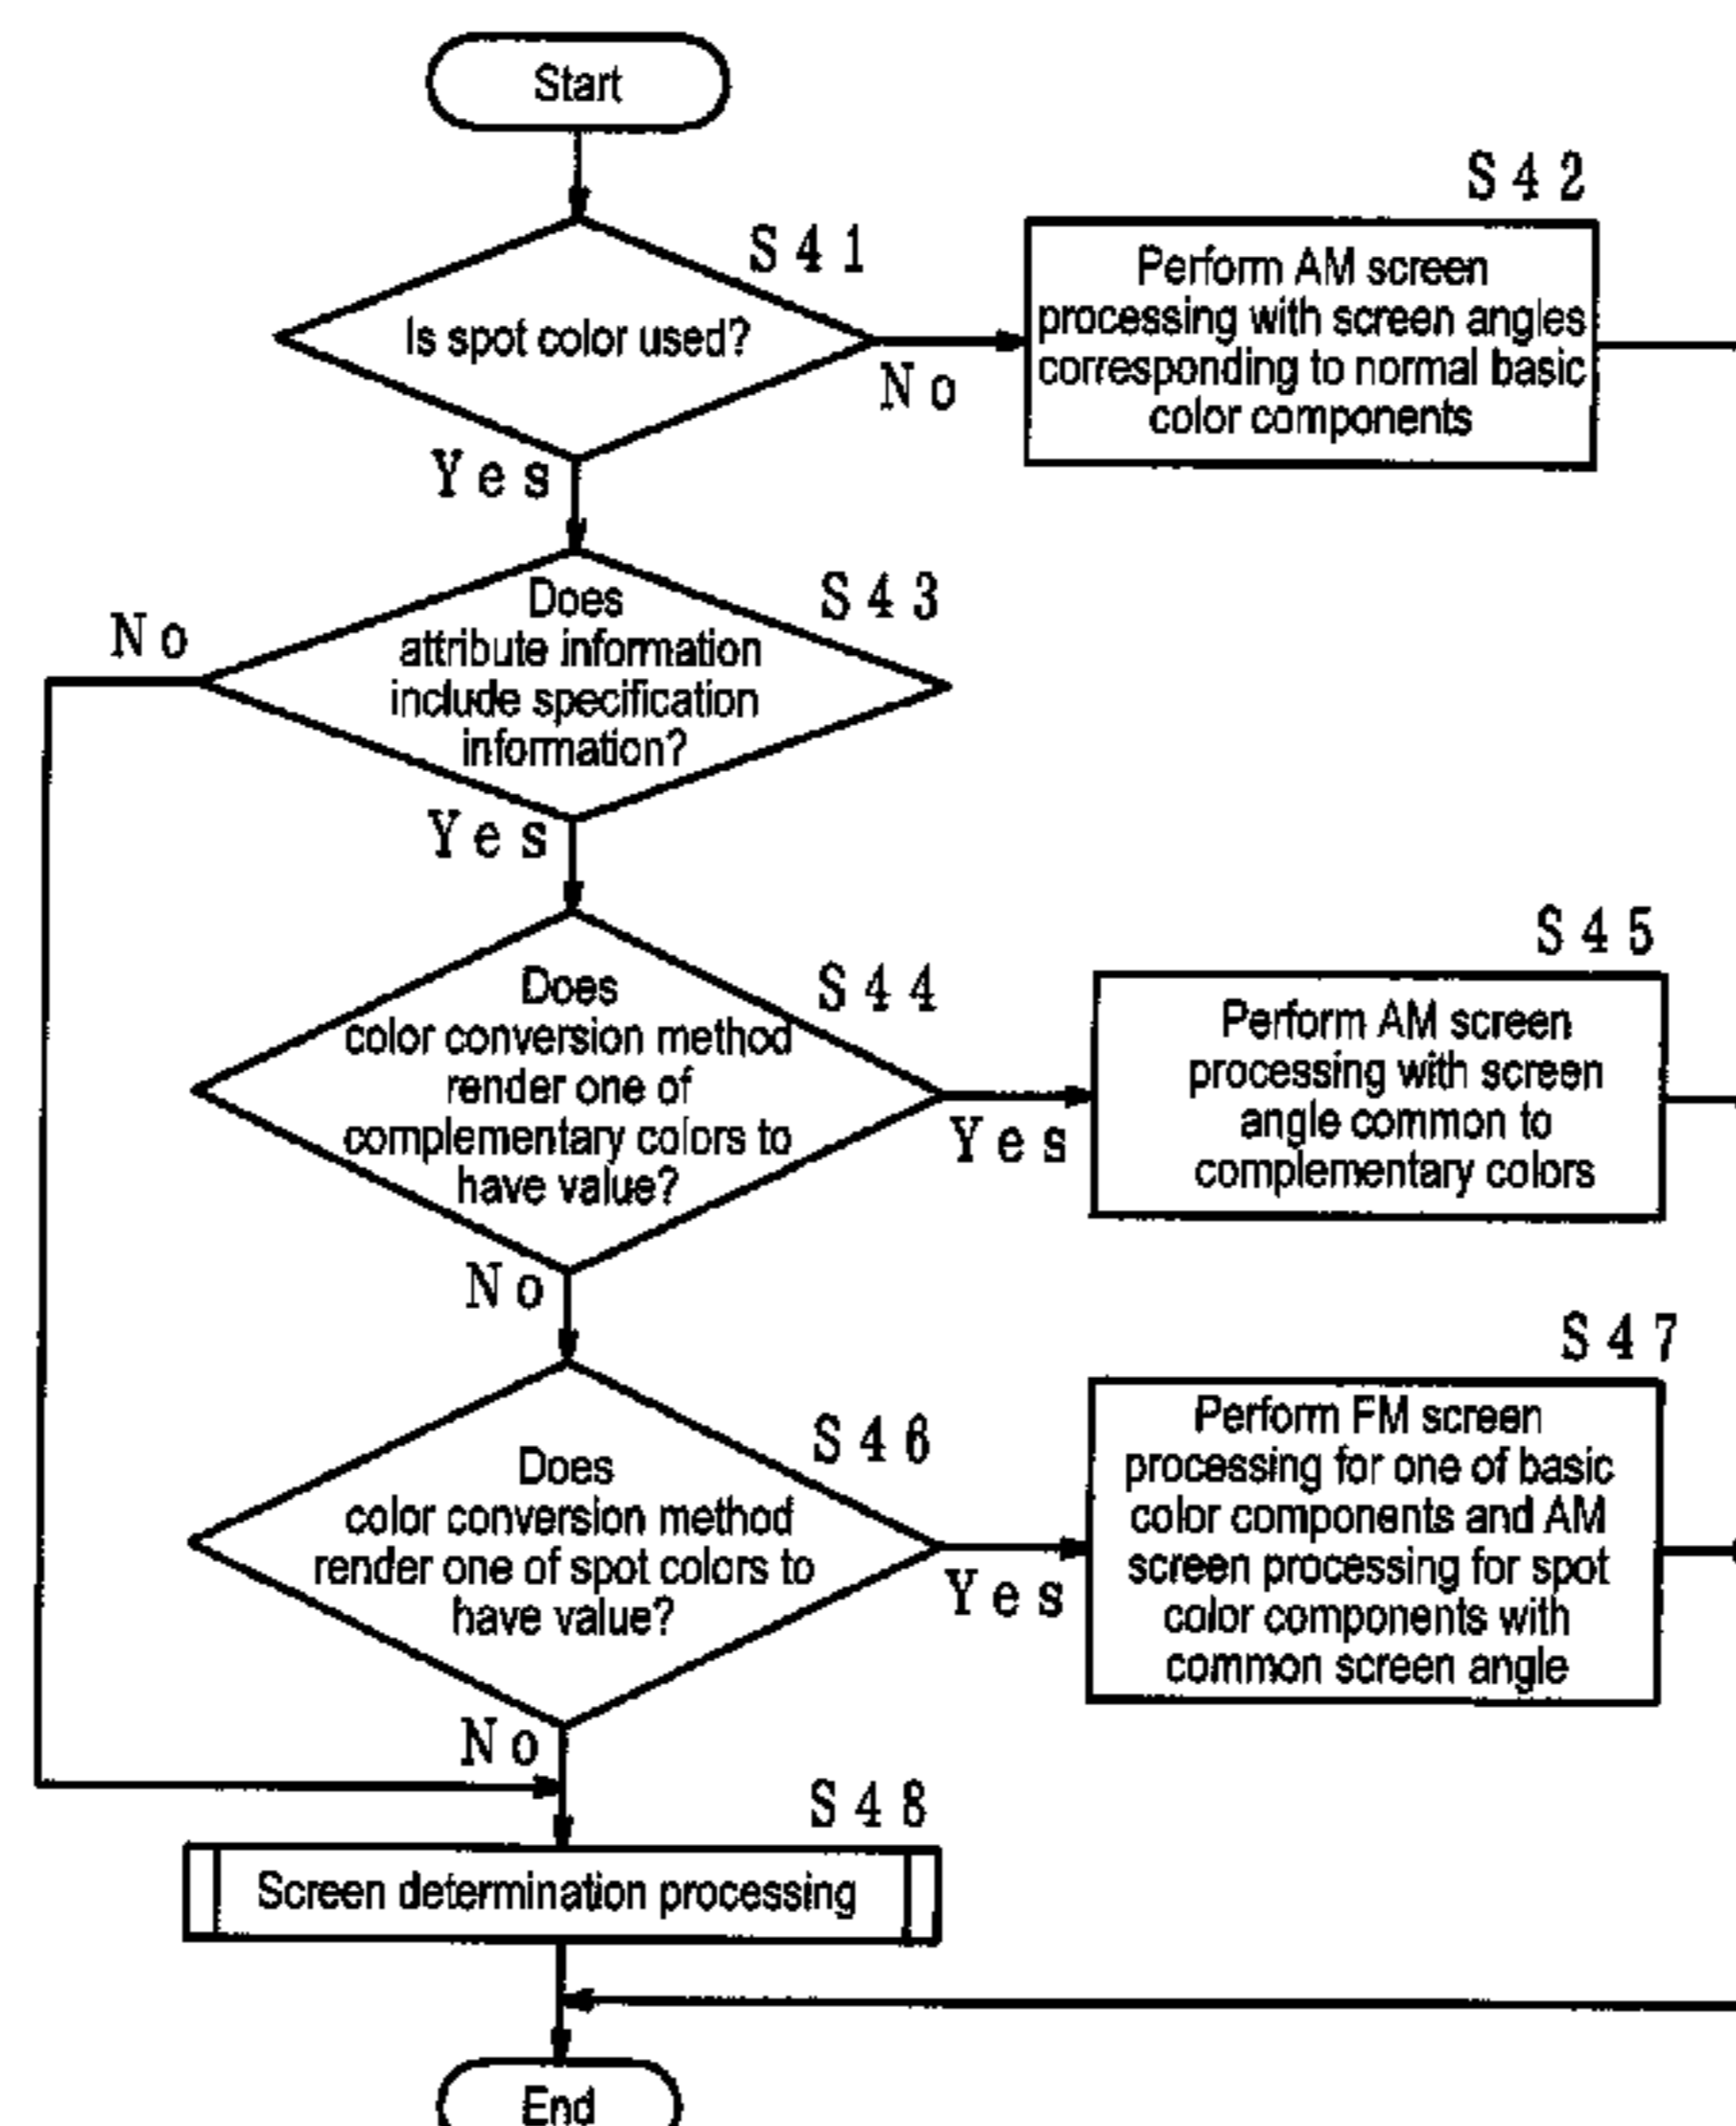 Start
S41
Is spot color used?
No
Yes
S42
Perform AM screen
processing with screen angles
corresponding to normal basic
color components
S43
Does
attribute information
include specification
information?
No
Yes
S44
Does
color conversion method
render one of
complementary colors to
have value?
Yes
No
S45
Perform AM screen
processing with screen
angle common to
complementary colors
S46
Does
color conversion method
render one of spot colors to
have value?
Yes
No
S47
Perform FM screen
processing for one of basic
color components and AM
screen processing for spot
color components with
common screen angle
S48
Screen determination processing
End